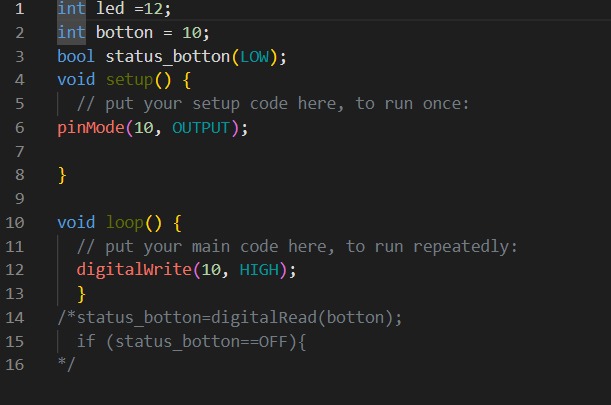 1 int led =12;
2 int botton = 10;
3 bool status_botton(LOW);
4 void setup() {
5 // put your setup code here, to run once:
6 pinMode(10, OUTPUT);
7
8 }
9
10 void loop() {
11 // put your main code here, to run repeatedly:
12 digitalWrite(10, HIGH);
13 }
14 /*status_botton=digitalRead(botton);
15 if (status_botton==OFF){
16 */